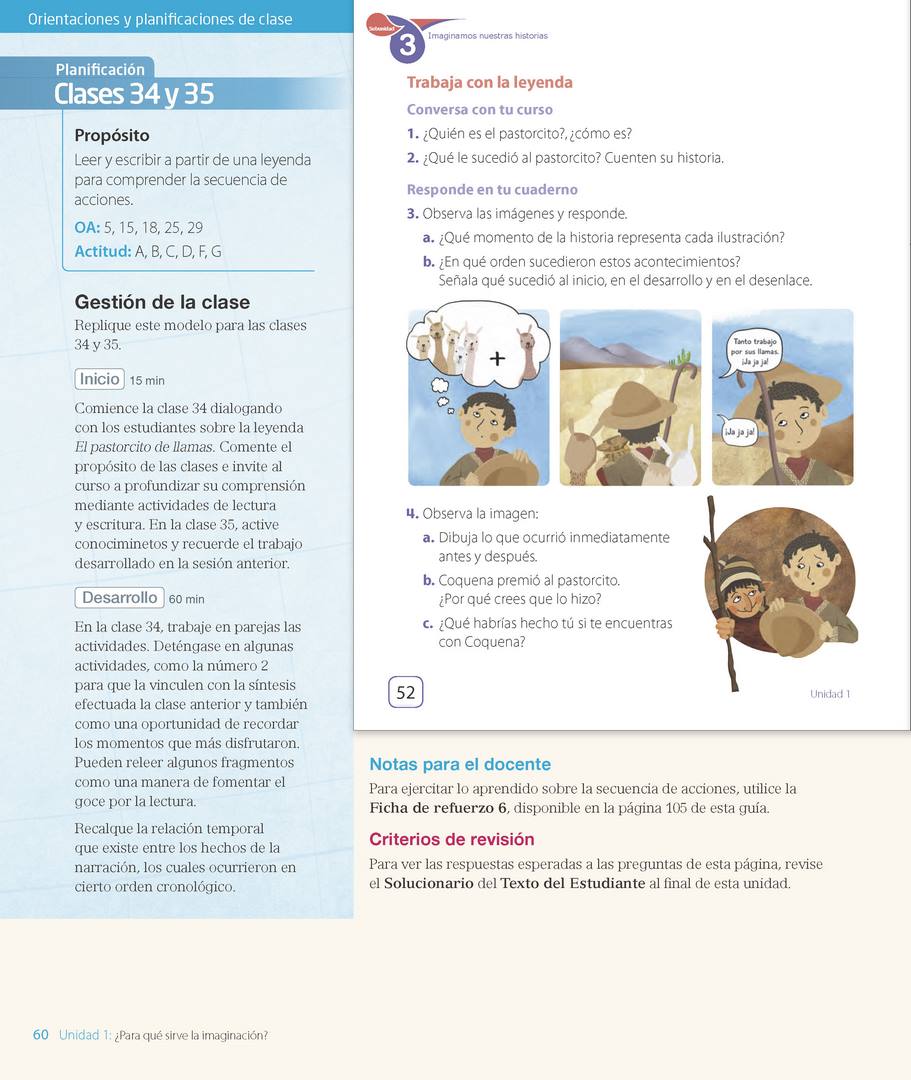 Orientaciones y planificaciones de clase
Planificación
Clases 34 y 35
Propósito
Leer y escribir a partir de una leyenda
para comprender la secuencia de
acciones.
OA: 5, 15, 18, 25, 29
Actitud: A, B, C, D, F, G
Gestión de la clase
Replique este modelo para las clases
34 y 35.
Inicio 15 min
Comience la clase 34 dialogando
con los estudiantes sobre la leyenda
El pastorcito de llamas. Comente el
propósito de las clases e invite al
curso a profundizar su comprensión
mediante actividades de lectura
y escritura. En la clase 35, active
conociminetos y recuerde el trabajo
desarrollado en la sesión anterior.
Desarrollo 60 min
En la clase 34, trabaje en parejas las
actividades. Deténgase en algunas
actividades, como la número 2
para que la vinculen con la síntesis
efectuada la clase anterior y también
como una oportunidad de recordar
los momentos que más disfrutaron.
Pueden releer algunos fragmentos
como una manera de fomentar el
goce por la lectura.
Recalque la relación temporal
que existe entre los hechos de la
narración, los cuales ocurrieron en
cierto orden cronológico.
Subunidad
3
Imaginamos nuestras historias
Trabaja con la leyenda
Conversa con tu curso
1. ¿Quién es el pastorcito?, ¿cómo es?
2. ¿Qué le sucedió al pastorcito? Cuenten su historia.
Responde en tu cuaderno
3. Observa las imágenes y responde.
a. ¿Qué momento de la historia representa cada ilustración?
b. ¿En qué orden sucedieron estos acontecimientos?
Señala qué sucedió al inicio, en el desarrollo y en el desenlace.
+
Tanto trabajo
por sus llamas.
¡Ja ja ja!
¡Ja ja ja!
4. Observa la imagen:
a. Dibuja lo que ocurrió inmediatamente
antes y después.
b. Coquena premió al pastorcito.
¿Por qué crees que lo hizo?
c. ¿Qué habrías hecho tú si te encuentras
con Coquena?
52
Unidad 1
Notas para el docente
Para ejercitar lo aprendido sobre la secuencia de acciones, utilice la
Ficha de refuerzo 6, disponible en la página 105 de esta guía.
Criterios de revisión
Para ver las respuestas esperadas a las preguntas de esta página, revise
el Solucionario del Texto del Estudiante al final de esta unidad.
60 Unidad 1: ¿Para qué sirve la imaginación?